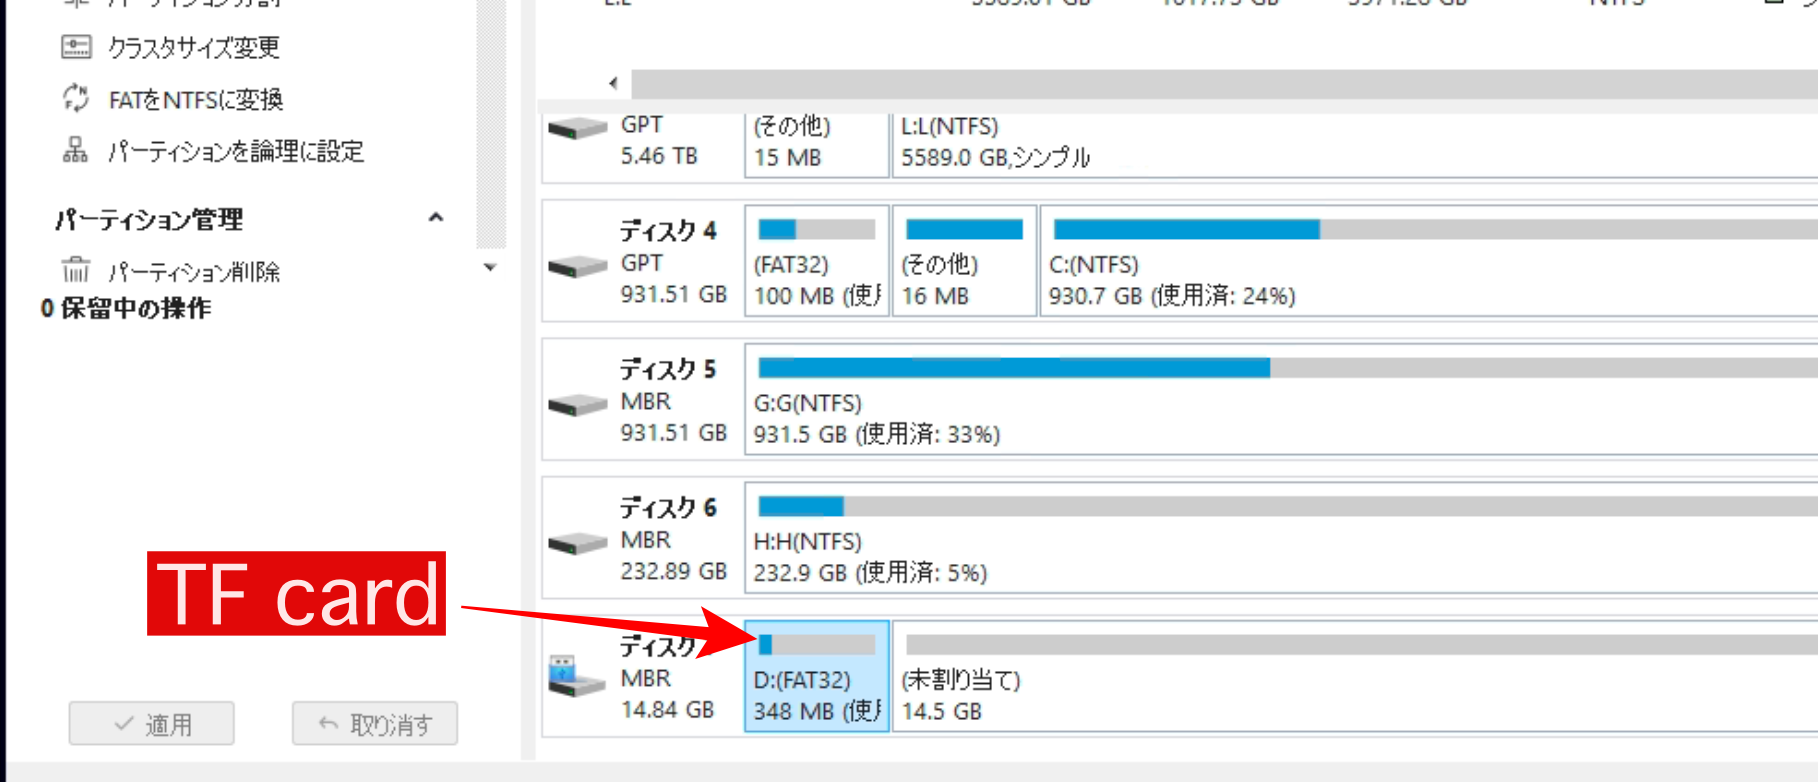 クラスタサイズ変更
FATをNTFSに変換
パーティションを論理に設定
パーティション管理
パーティション削除
0 保留中の操作
TF card
適用
取り消す
GPT
5.46 TB
(その他)
15 MB
L:L(NTFS)
5589.0 GB,シンプル
ディスク 4
GPT
931.51 GB
(FAT32)
100 MB (使
(その他)
16 MB
C:(NTFS)
930.7 GB (使用済: 24%)
ディスク 5
MBR
931.51 GB
G:G(NTFS)
931.5 GB (使用済: 33%)
ディスク 6
MBR
232.89 GB
H:H(NTFS)
232.9 GB (使用済: 5%)
ディスク
MBR
14.84 GB
D:(FAT32)
348 MB (使
(未割り当て)
14.5 GB